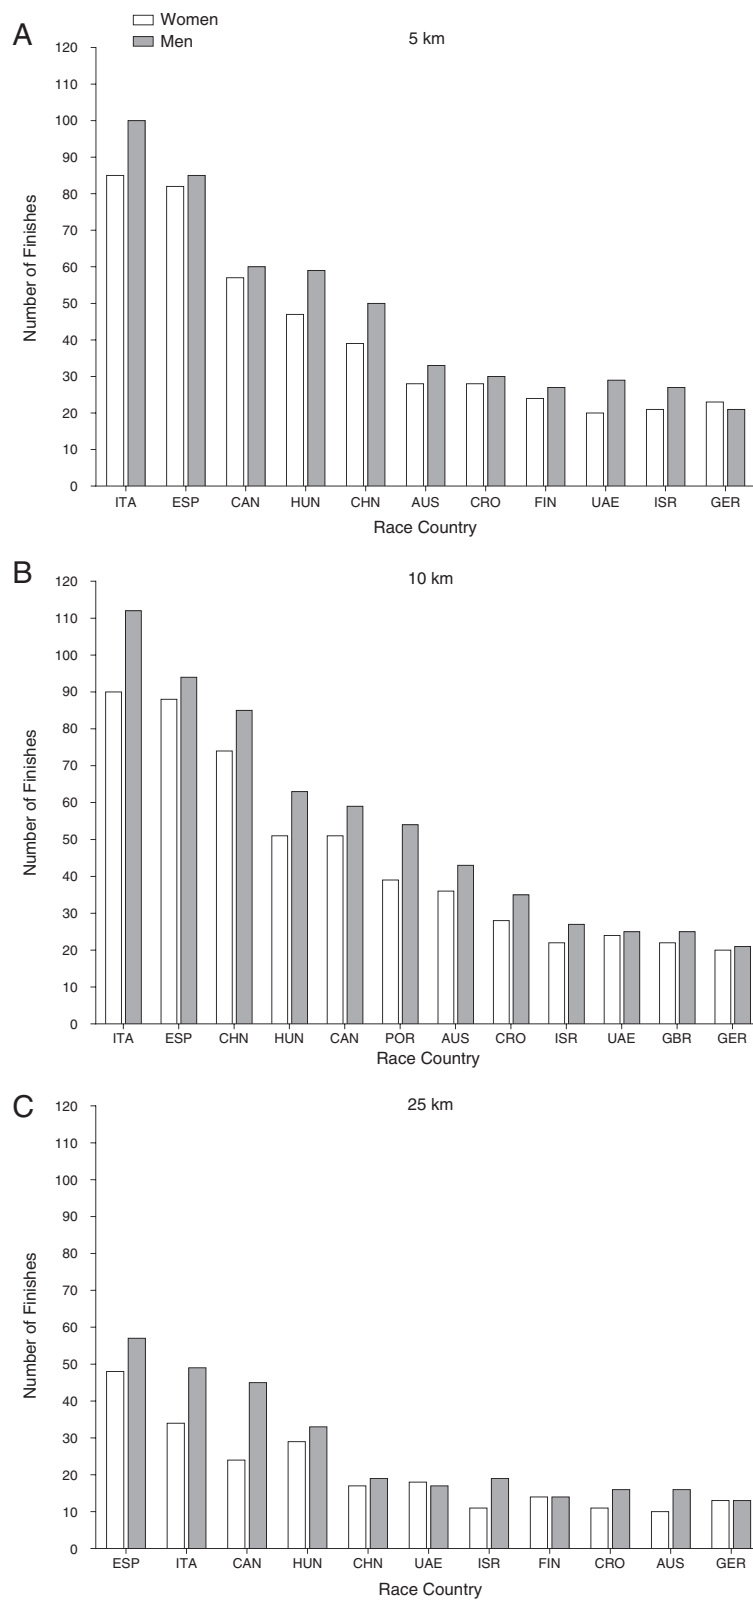 A
Women
Men
5 km
120
110
100
90
80
70
60
50
40
30
20
10
0
Number of Finishes
ITA ESP CAN HUN CHN AUS CRO FIN UAE ISR GER
Race Country
B
10 km
120
110
100
90
80
70
60
50
40
30
20
10
0
Number of Finishes
ITA ESP CHN HUN CAN POR AUS CRO ISR UAE GBR GER
Race Country
C
25 km
120
110
100
90
80
70
60
50
40
30
20
10
0
Number of Finishes
ESP ITA CAN HUN CHN UAE ISR FIN CRO AUS GER
Race Country